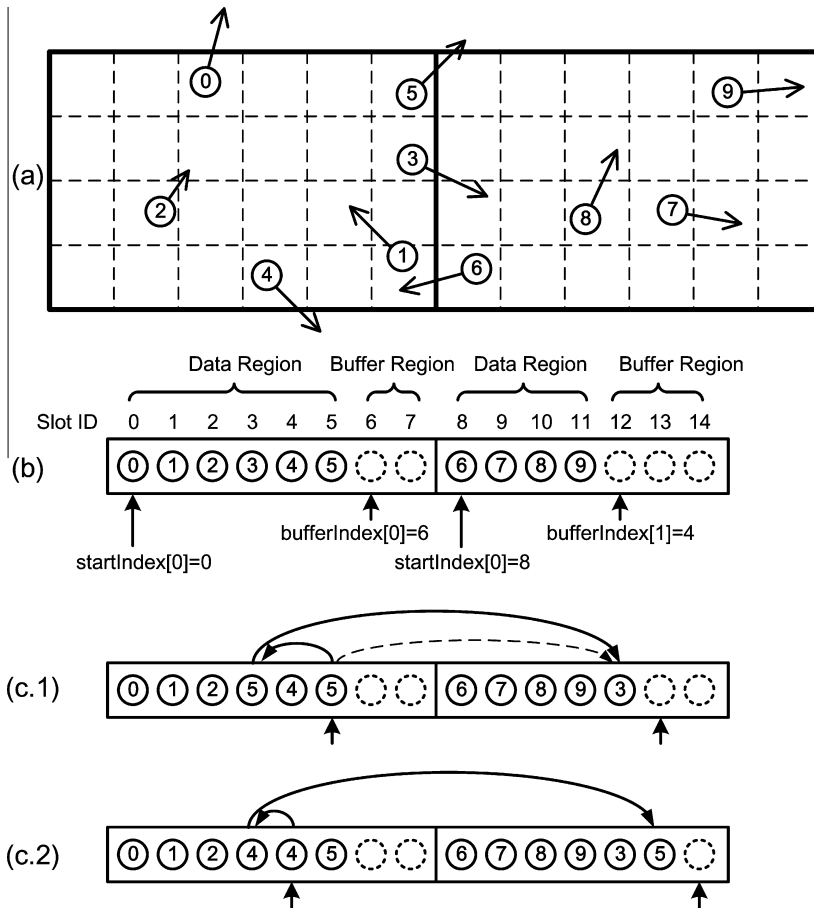 0
5
9
(a)
3
2
8
7
1
4
6
Data Region Buffer Region Data Region Buffer Region
Slot ID 0 1 2 3 4 5 6 7 8 9 10 11 12 13 14
(b) 0 1 2 3 4 5 6 7 8 9
bufferIndex[0]=6 bufferIndex[1]=4
startIndex[0]=0 startIndex[0]=8
(c.1) 0 1 2 5 4 5 6 7 8 9 3
(c.2) 0 1 2 4 4 5 6 7 8 9 3 5